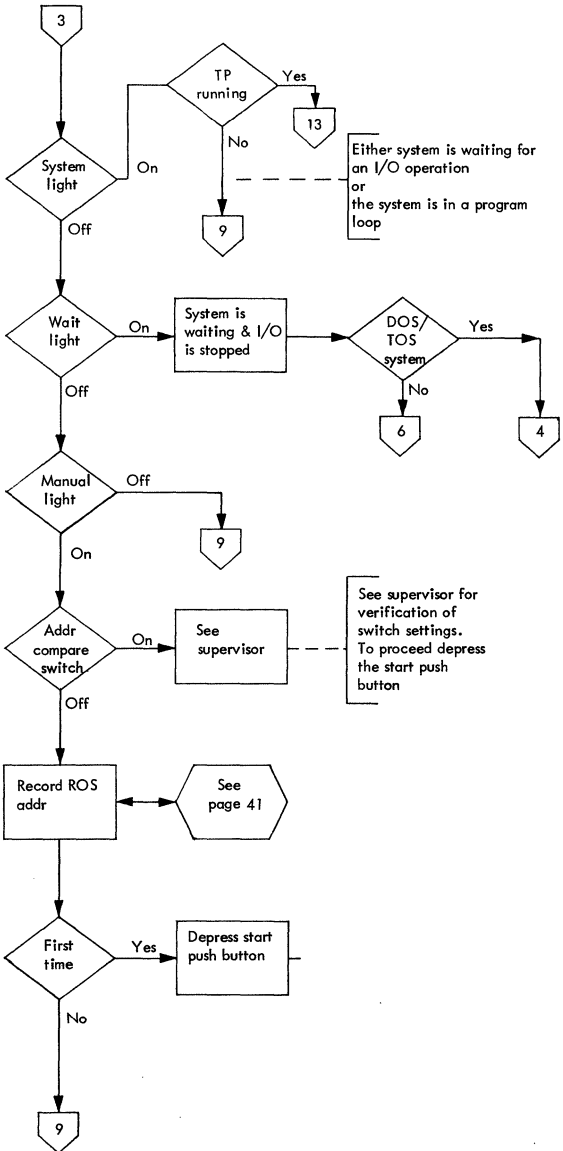 3
TP
running
Yes
13
No
9
Either system is waiting for
an I/O operation
or
the system is in a program
loop
System
light
On
Off
Wait
light
On
System is
waiting & I/O
is stopped
DOS/
TOS
system
Yes
No
6
4
Off
Manual
light
Off
9
On
Addr
compare
switch
On
See
supervisor
See supervisor for
verification of
switch settings.
To proceed depress
the start push
button
Off
Record ROS
addr
See
page 41
First
time
Yes
Depress start
push button
No
9